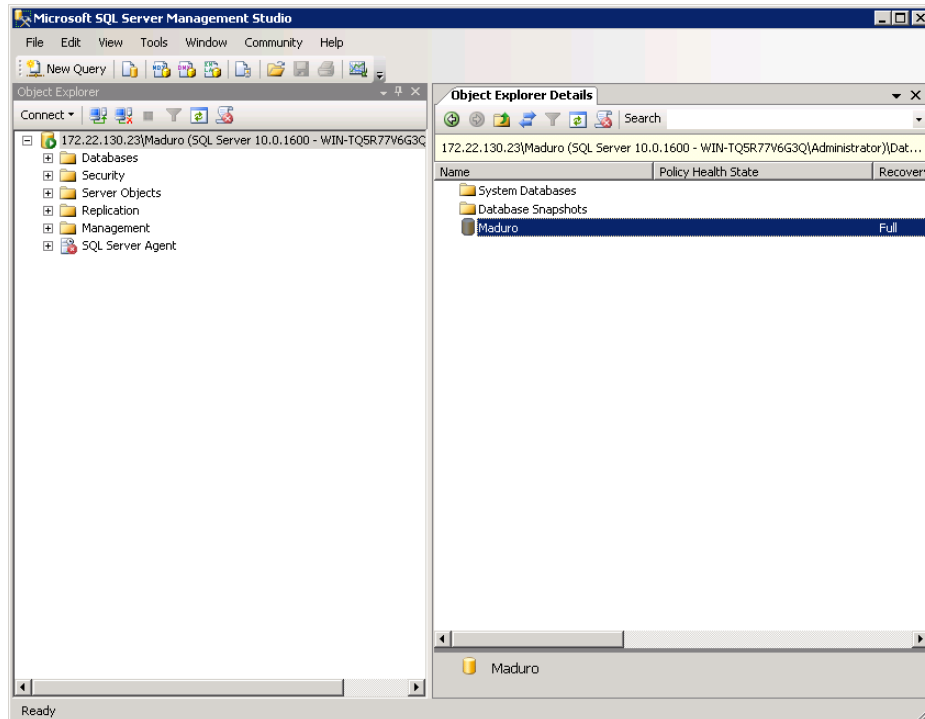 Microsoft SQL Server Management Studio
File Edit View Tools Window Community Help
New Query
Object Explorer
Connect
172.22.130.23\Maduro (SQL Server 10.0.1600 - WIN-TQ5R77V6G3Q
Databases
Security
Server Objects
Replication
Management
SQL Server Agent
Object Explorer Details
Search
172.22.130.23\Maduro (SQL Server 10.0.1600 - WIN-TQ5R77V6G3Q\Administrator)\Dat...
Name Policy Health State Recover
System Databases
Database Snapshots
Maduro Full
Maduro
Ready